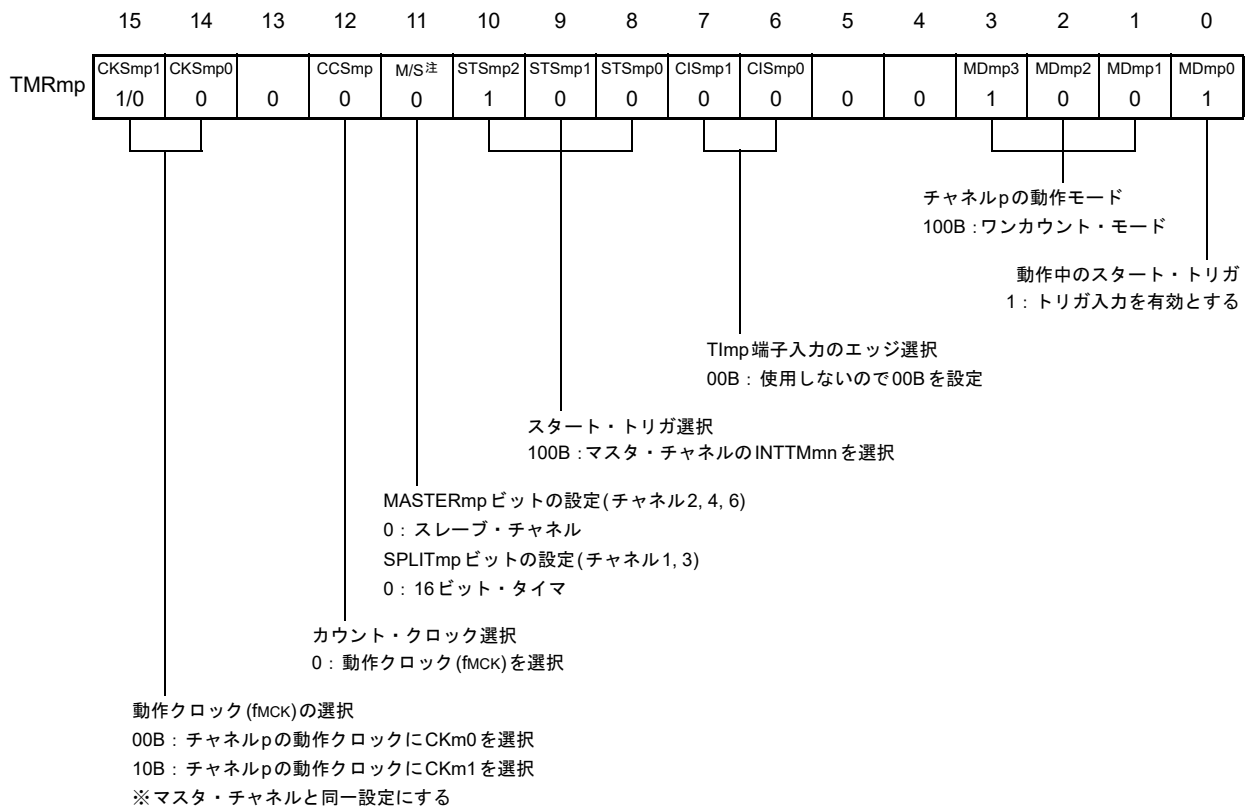 15 14 13 12 11 10 9 8 7 6 5 4 3 2 1 0
TMRmp
CKSmp1 CKSmp0 CCSmp M/S注 STSmp2 STSmp1 STSmp0 CISmp1 CISmp0 MDmp3 MDmp2 MDmp1 MDmp0
1/0 0 0 0 0 1 0 0 0 0 0 0 1 0 0 1
チャネルpの動作モード
100B:ワンカウント・モード
動作中のスタート・トリガ
1:トリガ入力を有効とする
TImp端子入力のエッジ選択
00B:使用しないので00Bを設定
スタート・トリガ選択
100B:マスタ・チャネルのINTTMmnを選択
MASTERmpビットの設定(チャネル2, 4, 6)
0:スレーブ・チャネル
SPLITmpビットの設定(チャネル1, 3)
0:16ビット・タイマ
カウント・クロック選択
0:動作クロック(fMCK)を選択
動作クロック(fMCK)の選択
00B:チャネルpの動作クロックにCKm0を選択
10B:チャネルpの動作クロックにCKm1を選択
※マスタ・チャネルと同一設定にする